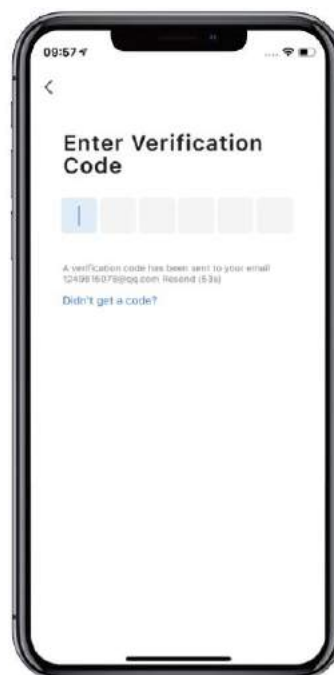 09:57
Enter Verification
Code
A verification code has been sent to your email
1249616079@qq.com Resend (53s)
Didn't get a code?